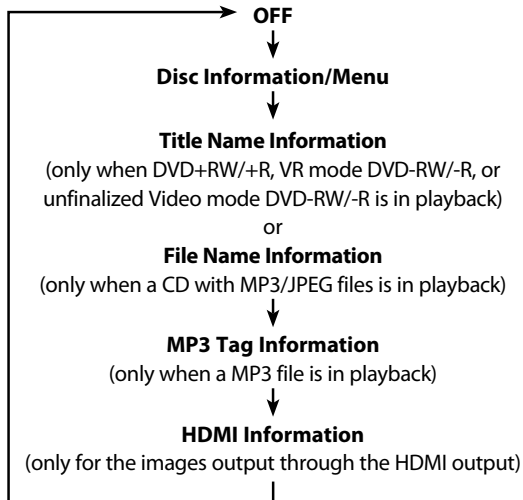 OFF
Disc Information/Menu
Title Name Information
(only when DVD+RW/+R, VR mode DVD-RW/-R, or
unfinalized Video mode DVD-RW/-R is in playback)
or
File Name Information
(only when a CD with MP3/JPEG files is in playback)
MP3 Tag Information
(only when a MP3 file is in playback)
HDMI Information
(only for the images output through the HDMI output)